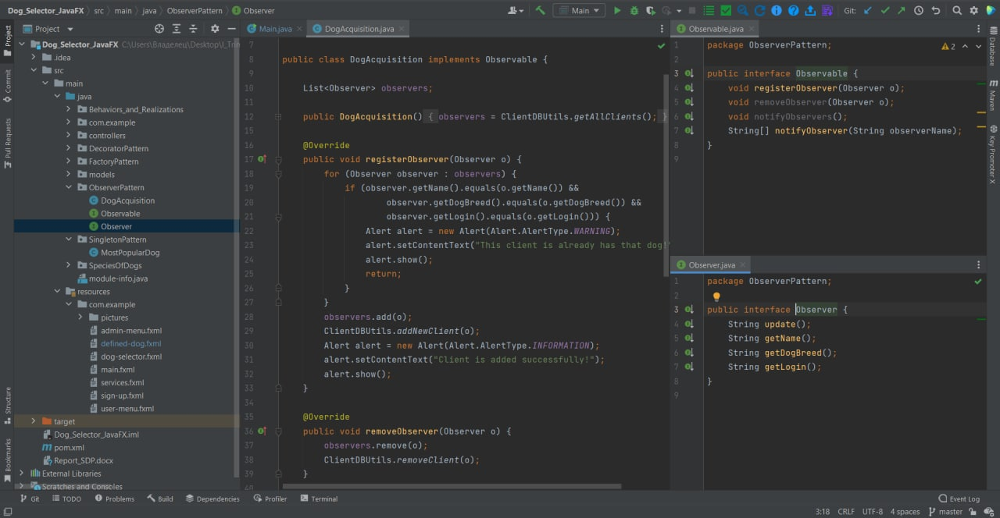 Dog_Selector_JavaFX > src > main > java > ObserverPattern > Observer
Main
Git:
Project
Dog_Selector_JavaFX C:\Users\Владелец\Desktop\I_Trin
.idea
src
main
java
Behaviors_and_Realizations
com.example
controllers
DecoratorPattern
FactoryPattern
models
ObserverPattern
DogAcquisition
Observable
Observer
SingletonPattern
MostPopularDog
SpeciesOfDogs
module-info.java
resources
com.example
pictures
admin-menu.fxml
defined-dog.fxml
dog-selector.fxml
main.fxml
services.fxml
sign-up.fxml
user-menu.fxml
target
Dog_Selector_JavaFX.iml
pom.xml
Report_SDP.docx
External Libraries
Scratches and Consoles
Project
Commit
Pull Requests
Structure
Bookmarks
Main.java
DogAcquisition.java
7
8 public class DogAcquisition implements Observable {
9
10 List<Observer> observers;
11
12 public DogAcquisition() { observers = ClientDBUtils.getAllClients(); }
15
16 @Override
17 public void registerObserver(Observer o) {
18 for (Observer observer : observers) {
19 if (observer.getName().equals(o.getName()) &&
20 observer.getDogBreed().equals(o.getDogBreed()) &&
21 observer.getLogin().equals(o.getLogin())) {
22 Alert alert = new Alert(Alert.AlertType.WARNING);
23 alert.setContentText("This client is already has that dog!"
24 alert.show();
25 return;
26 }
27 }
28 observers.add(o);
29 ClientDBUtils.addNewClient(o);
30 Alert alert = new Alert(Alert.AlertType.INFORMATION);
31 alert.setContentText("Client is added successfully!");
32 alert.show();
33 }
34
35 @Override
36 public void removeObserver(Observer o) {
37 observers.remove(o);
38 ClientDBUtils.removeClient(o);
39 }
40
Observable.java
1 package ObserverPattern;
2
2
3 public interface Observable {
4 void registerObserver(Observer o);
5 void removeObserver(Observer o);
6 void notifyObservers();
7 String[] notifyObserver(String observerName);
8 }
9
Observer.java
1 package ObserverPattern;
2
3 public interface Observer {
4 String update();
5 String getName();
6 String getDogBreed();
7 String getLogin();
8 }
9
Database
Maven
Key Promoter X
Git
TODO
Problems
Build
Dependencies
Profiler
Terminal
Event Log
3:18 CRLF UTF-8 4 spaces master